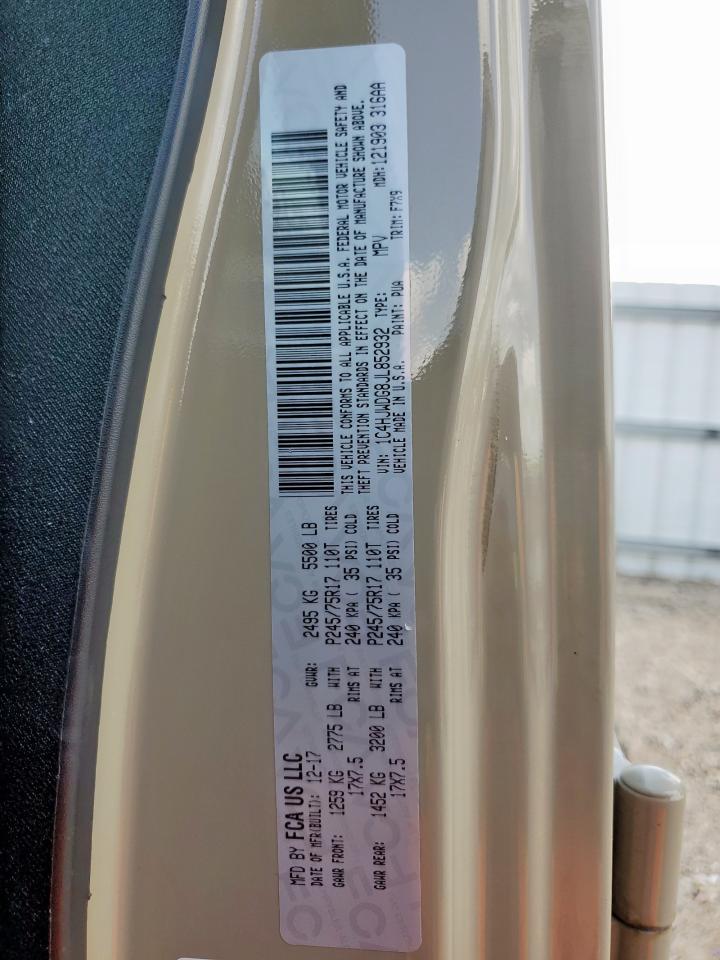 MFD BY FCA US LLC
DATE OF MFR(BUILT): 12-17 GVWR: 2495 KG 5500 LB
GAWR FRONT: 1259 KG 2775 LB WITH P245/75R17 110T TIRES
17X7.5 RIMS AT 240 KPA ( 35 PSI) COLD
GAWR REAR: 1452 KG 3200 LB WITH P245/75R17 110T TIRES
17X7.5 RIMS AT 240 KPA ( 35 PSI) COLD
THIS VEHICLE CONFORMS TO ALL APPLICABLE U.S.A. FEDERAL MOTOR VEHICLE SAFETY AND
THEFT PREVENTION STANDARDS IN EFFECT ON THE DATE OF MANUFACTURE SHOWN ABOVE.
VIN: 1C4HJWDG8JL852932 TYPE: MPV MDH:121903 316AA
VEHICLE MADE IN U.S.A. PAINT: PUA TRIM: F7X9